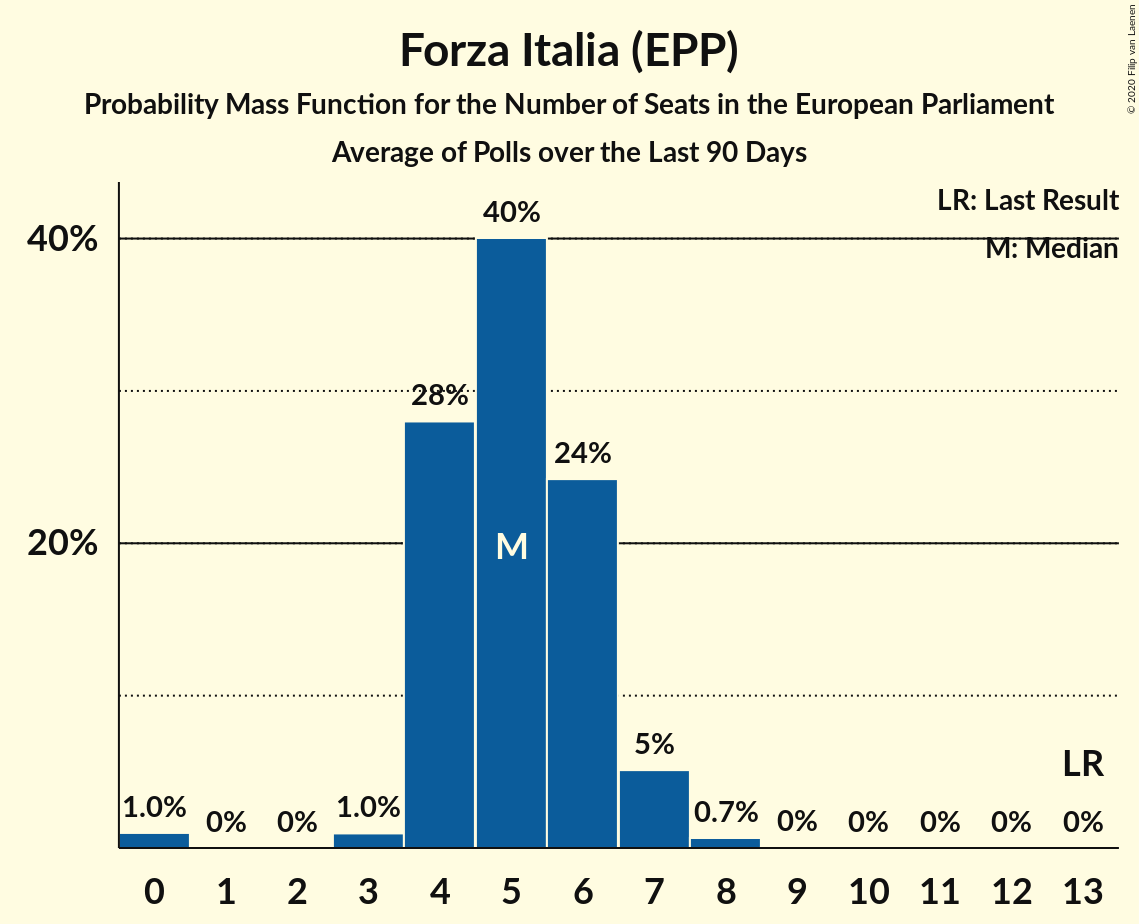 Forza Italia (EPP)
Probability Mass Function for the Number of Seats in the European Parliament
Average of Polls over the Last 90 Days
© 2020 Filip van Laenen
LR: Last Result
M: Median
40%
20%
1.0%
0%
0%
1.0%
28%
40%
24%
5%
0.7%
0%
0%
0%
0%
0%
M
LR
0 1 2 3 4 5 6 7 8 9 10 11 12 13